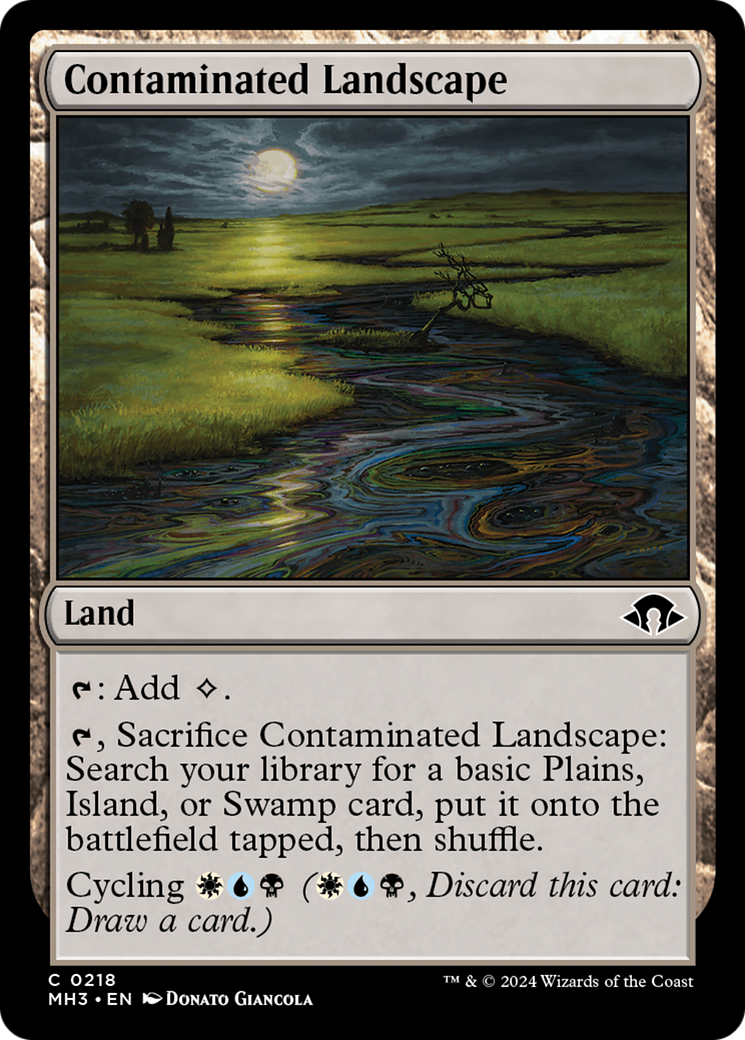 Contaminated Landscape
Land
: Add .
, Sacrifice Contaminated Landscape:
Search your library for a basic Plains,
Island, or Swamp card, put it onto the
battlefield tapped, then shuffle.
Cycling (, Discard this card:
Draw a card.)
C 0218
MH3 • EN Donato Giancola
™ & © 2024 Wizards of the Coast